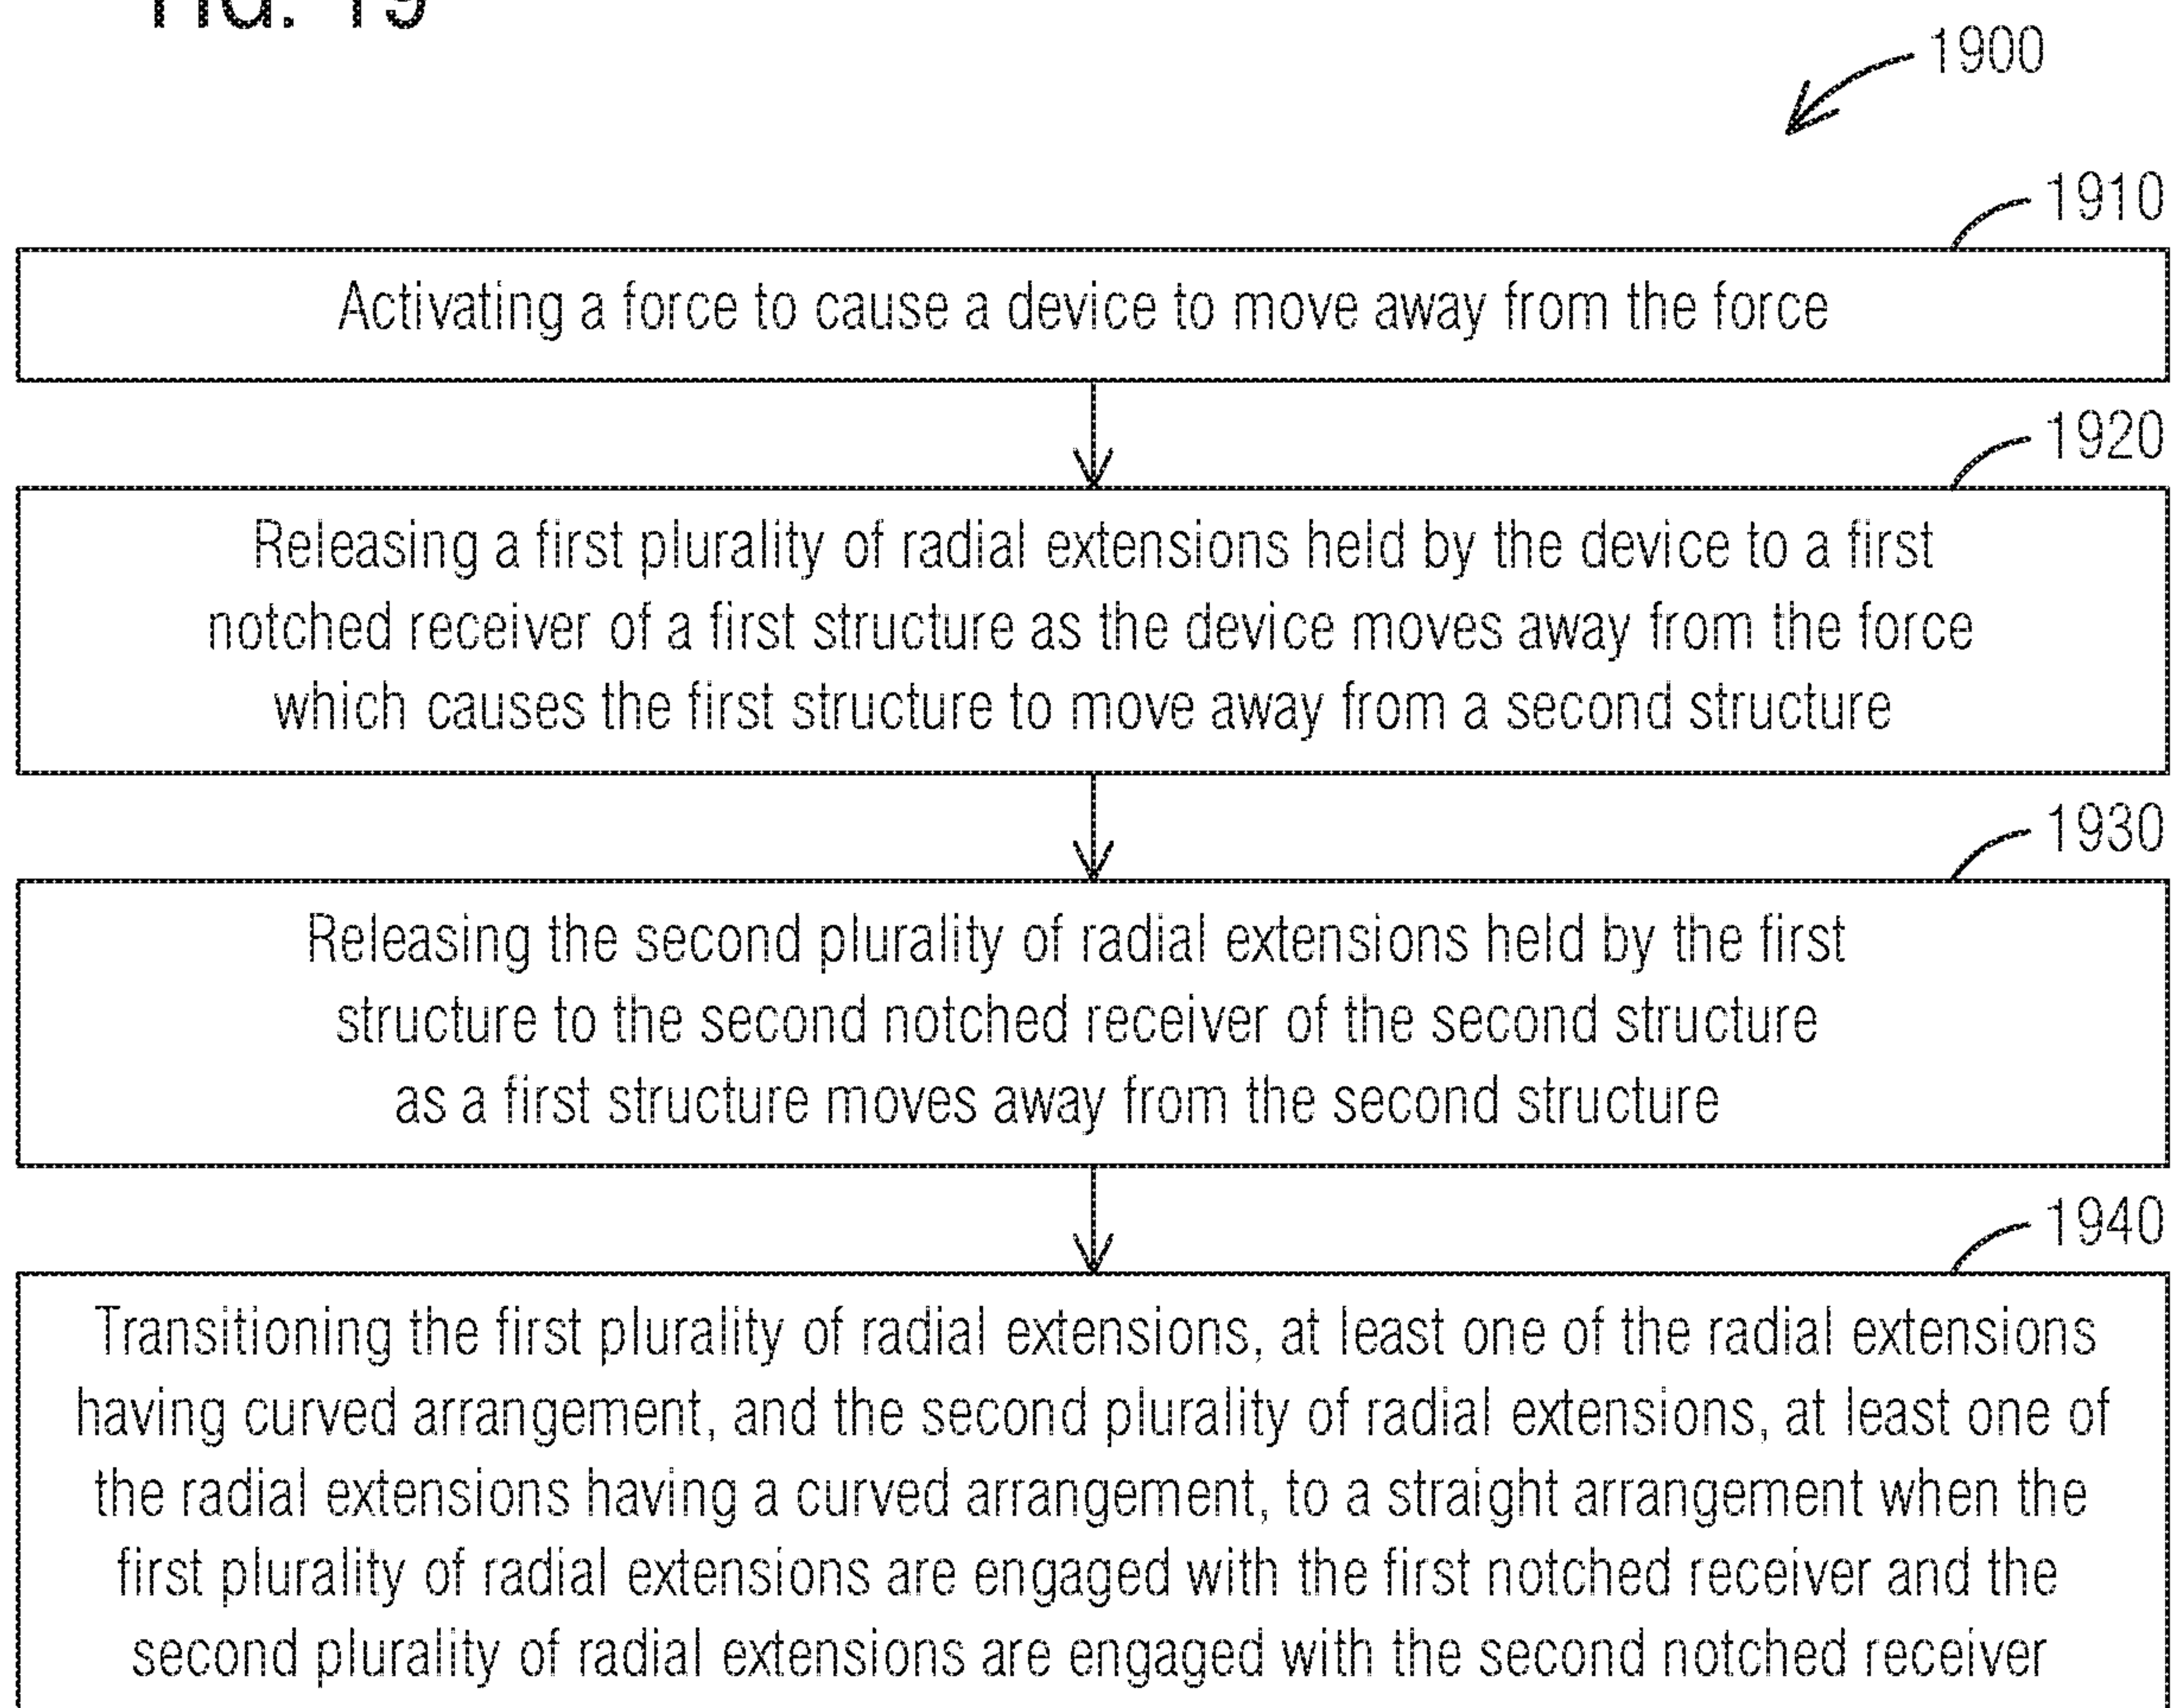 FIG. 19
1900
1910
Activating a force to cause a device to move away from the force
1920
Releasing a first plurality of radial extensions held by the device to a first
notched receiver of a first structure as the device moves away from the force
which causes the first structure to move away from a second structure
1930
Releasing the second plurality of radial extensions held by the first
structure to the second notched receiver of the second structure
as a first structure moves away from the second structure
1940
Transitioning the first plurality of radial extensions, at least one of the radial extensions
having curved arrangement, and the second plurality of radial extensions, at least one of
the radial extensions having a curved arrangement, to a straight arrangement when the
first plurality of radial extensions are engaged with the first notched receiver and the
second plurality of radial extensions are engaged with the second notched receiver